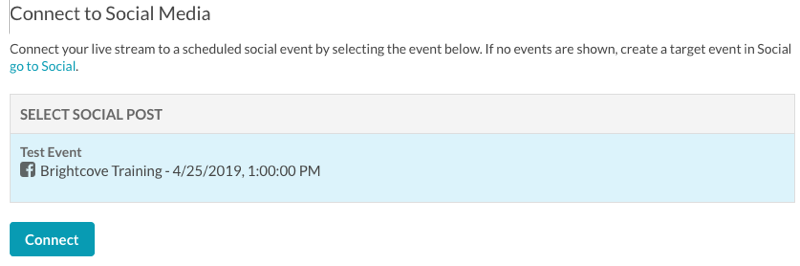 Connect to Social Media
Connect your live stream to a scheduled social event by selecting the event below. If no events are shown, create a target event in Social
go to Social.
SELECT SOCIAL POST
Test Event
Brightcove Training - 4/25/2019, 1:00:00 PM
Connect